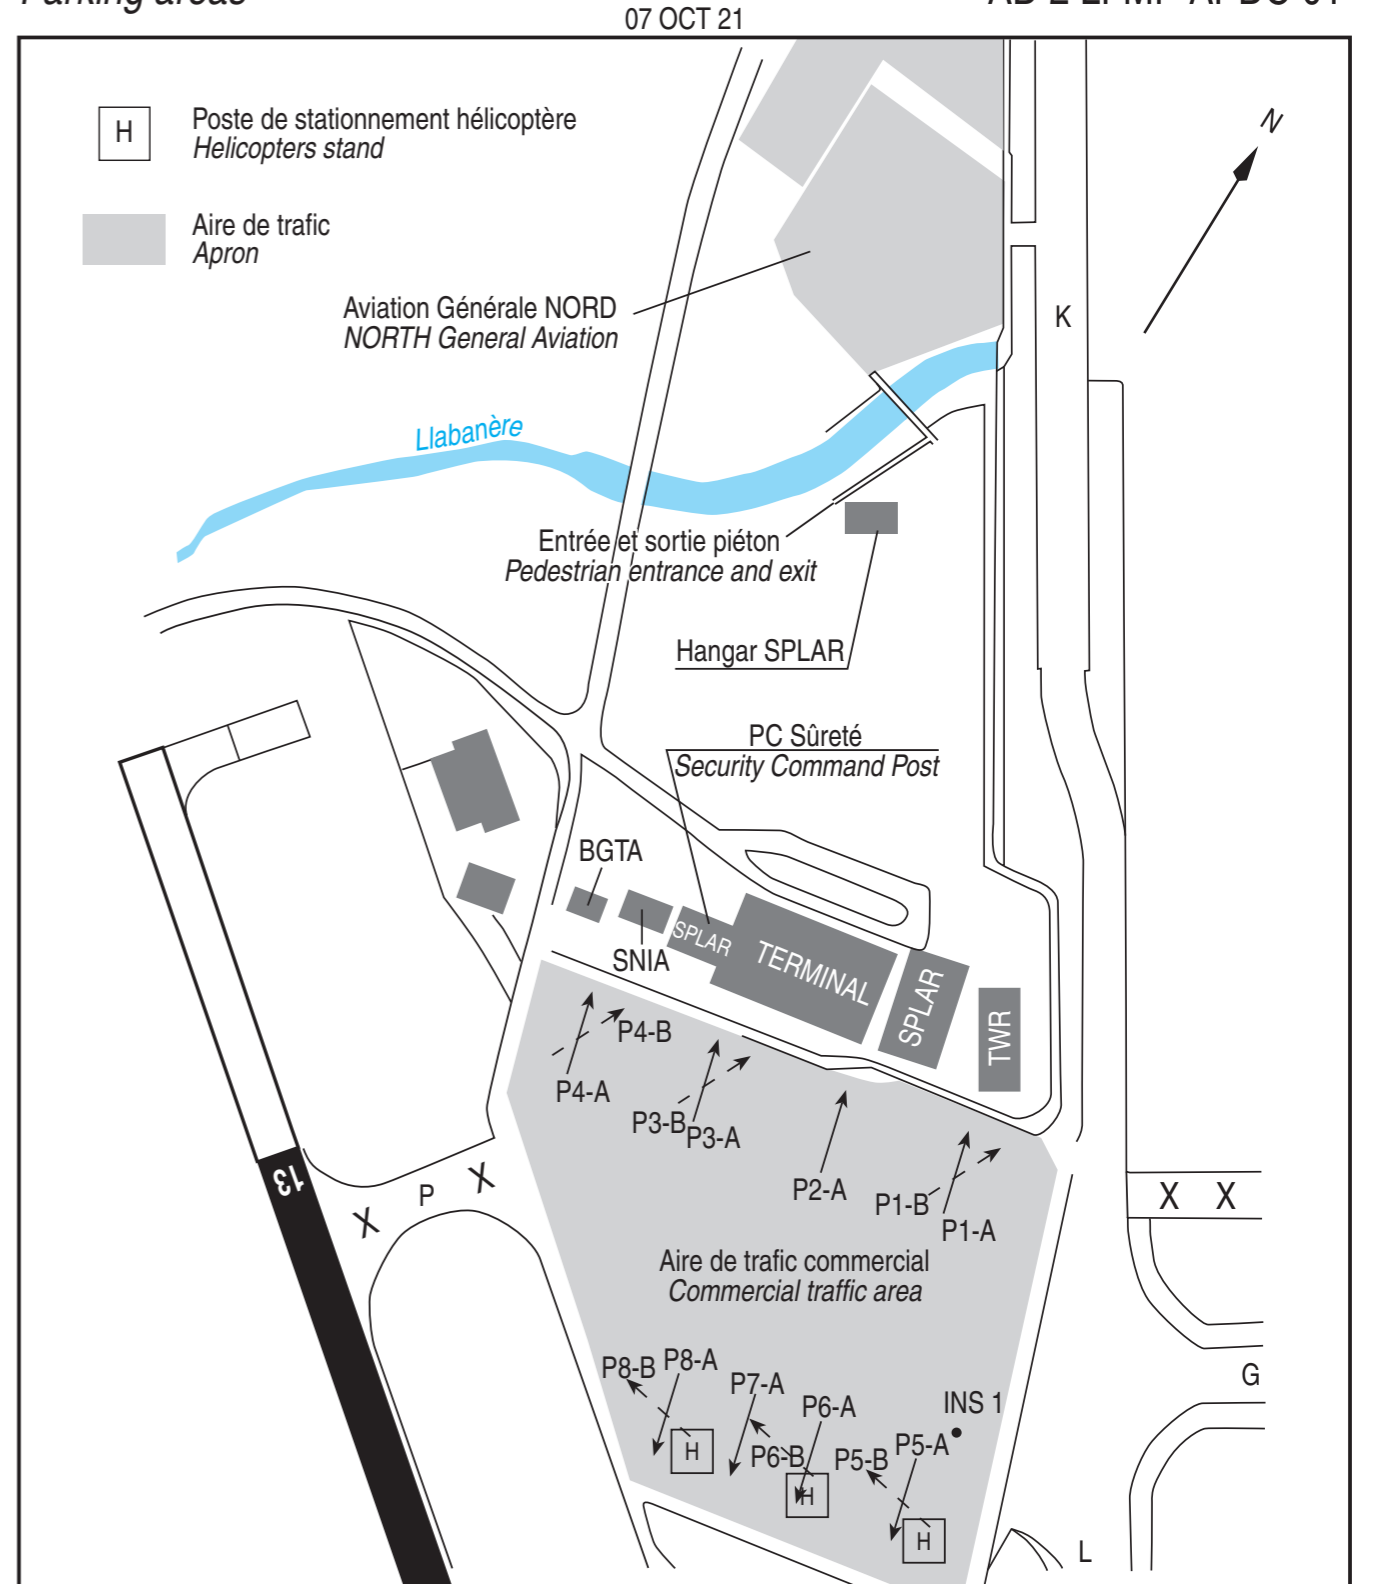 Parking areas
07 OCT 21
H
Poste de stationnement hélicoptère
Helicopters stand
Aire de trafic
Apron
N
Aviation Générale NORD
NORTH General Aviation
K
Llabanère
Entrée et sortie piéton
Pedestrian entrance and exit
Hangar SPLAR
PC Sûreté
Security Command Post
BGTA
SNIA
SPLAR
TERMINAL
SPLAR
TWR
P4-B
P4-A
P3-B
P3-A
P2-A
P1-B
P1-A
13
X
P
X
X
X
Aire de trafic commercial
Commercial traffic area
P8-B
P8-A
P7-A
P6-A
INS 1
G
P6-B
P5-B
P5-A
H
H
H
L